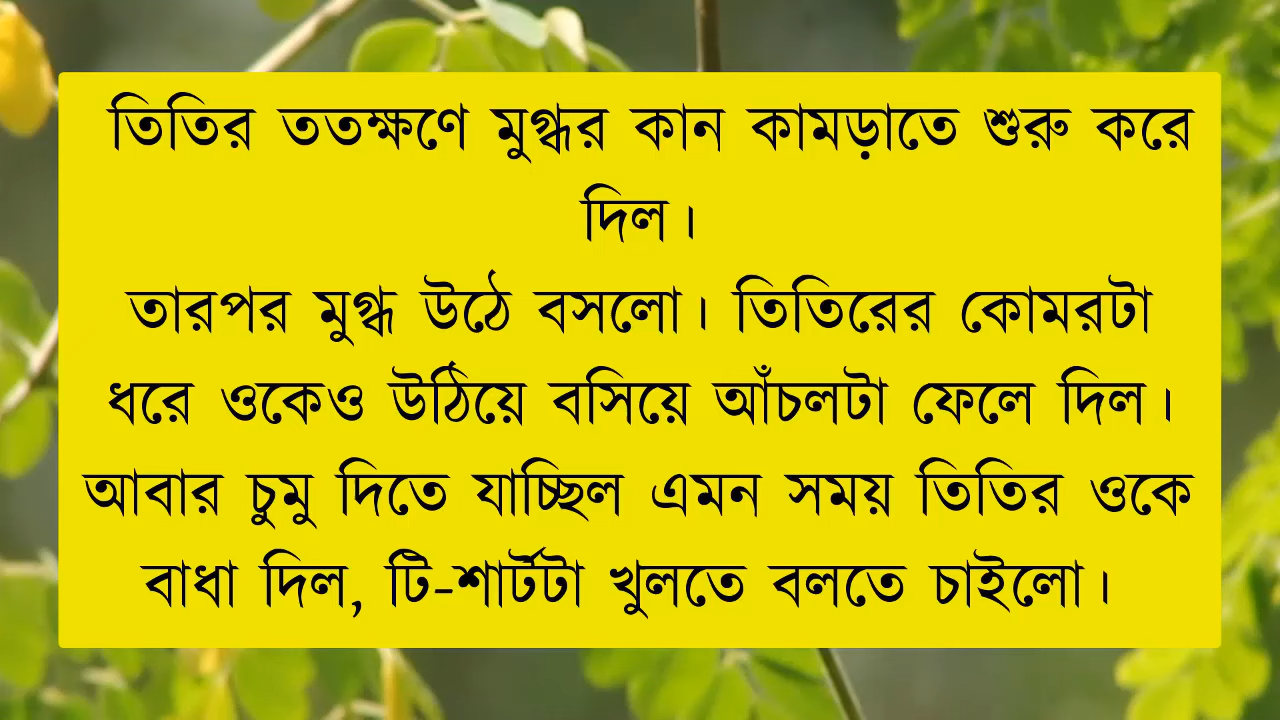 তিতির ততক্ষণে মুগ্ধর কান কামড়াতে শুরু করে
দিল।
তারপর মুগ্ধ উঠে বসলো। তিতিরের কোমরটা
ধরে ওকেও উঠিয়ে বসিয়ে আঁচলটা ফেলে দিল।
আবার চুমু দিতে যাচ্ছিল এমন সময় তিতির ওকে
বাধা দিল, টি-শার্টটা খুলতে বলতে চাইলো।